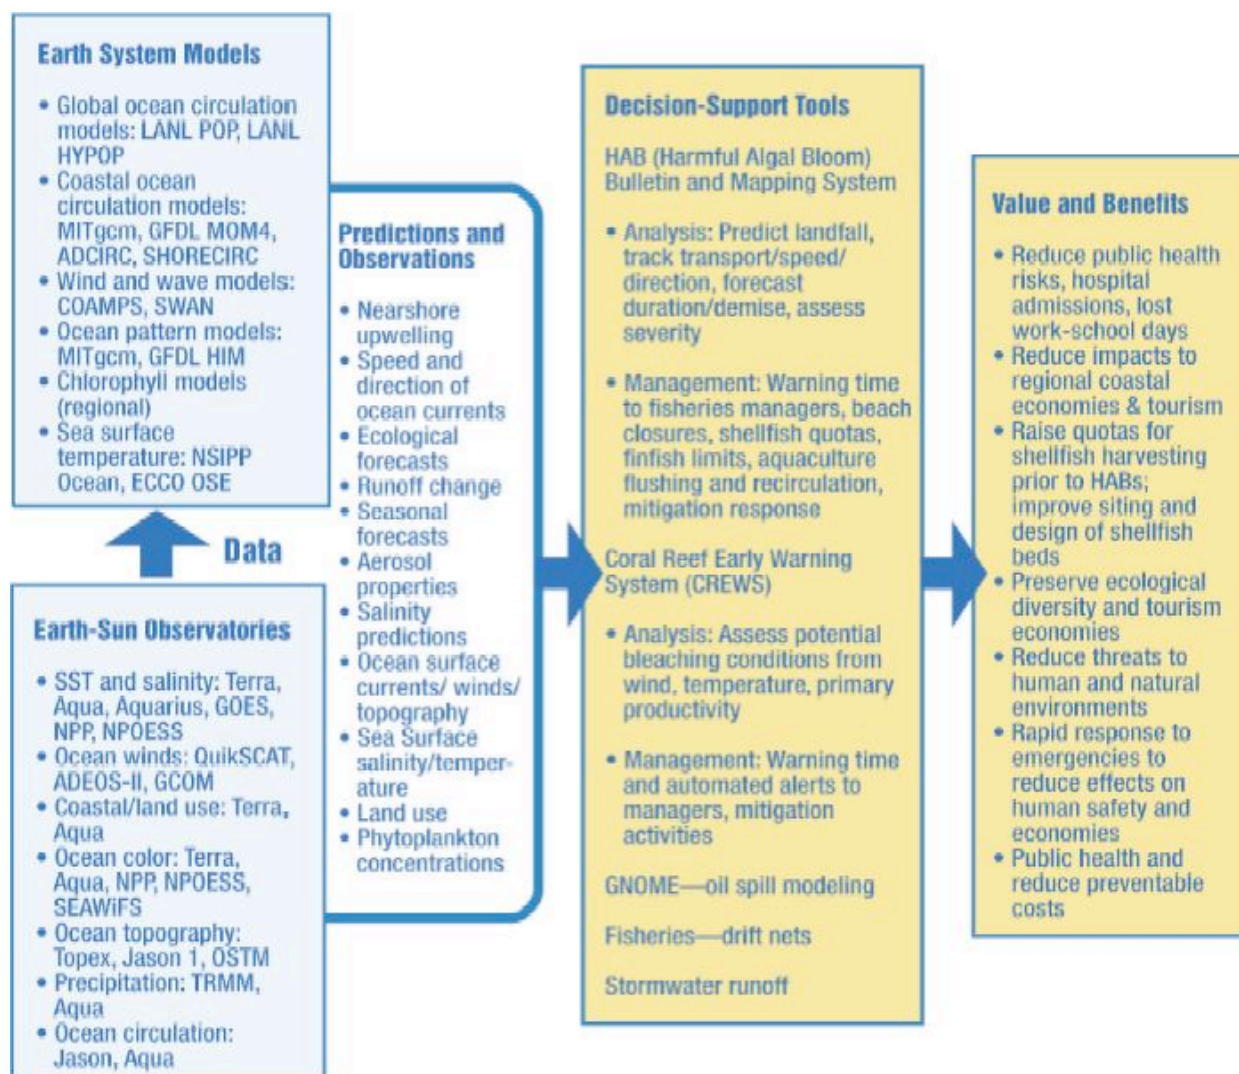 Earth System Models
• Global ocean circulation
models: LANL POP, LANL
HYPOP
• Coastal ocean
circulation models:
MITgcm, GFDL MOM4,
ADCIRC, SHORECIRC
• Wind and wave models:
COAMPS, SWAN
• Ocean pattern models:
MITgcm, GFDL HIM
• Chlorophyll models
(regional)
• Sea surface
temperature: NSIPP
Ocean, ECCO OSE
Data
Earth-Sun Observatories
• SST and salinity: Terra,
Aqua, Aquarius, GOES,
NPP, NPOESS
• Ocean winds: QuikSCAT,
ADEOS-II, GCOM
• Coastal/land use: Terra,
Aqua
• Ocean color: Terra,
Aqua, NPP, NPOESS,
SEAWiFS
• Ocean topography:
Topex, Jason 1, OSTM
• Precipitation: TRMM,
Aqua
• Ocean circulation:
Jason, Aqua
Predictions and
Observations
• Nearshore
upwelling
• Speed and
direction of
ocean currents
• Ecological
forecasts
• Runoff change
• Seasonal
forecasts
• Aerosol
properties
• Salinity
predictions
• Ocean surface
currents/ winds/
topography
• Sea Surface
salinity/temper-
ature
• Land use
• Phytoplankton
concentrations
Decision-Support Tools
HAB (Harmful Algal Bloom)
Bulletin and Mapping System
• Analysis: Predict landfall,
track transport/speed/
direction, forecast
duration/demise, assess
severity
• Management: Warning time
to fisheries managers, beach
closures, shellfish quotas,
finfish limits, aquaculture
flushing and recirculation,
mitigation response
Coral Reef Early Warning
System (CREWS)
• Analysis: Assess potential
bleaching conditions from
wind, temperature, primary
productivity
• Management: Warning time
and automated alerts to
managers, mitigation
activities
GNOME—oil spill modeling
Fisheries—drift nets
Stormwater runoff
Value and Benefits
• Reduce public health
risks, hospital
admissions, lost
work-school days
• Reduce impacts to
regional coastal
economies & tourism
• Raise quotas for
shellfish harvesting
prior to HABs;
improve siting and
design of shellfish
beds
• Preserve ecological
diversity and tourism
economies
• Reduce threats to
human and natural
environments
• Rapid response to
emergencies to
reduce effects on
human safety and
economies
• Public health and
reduce preventable
costs